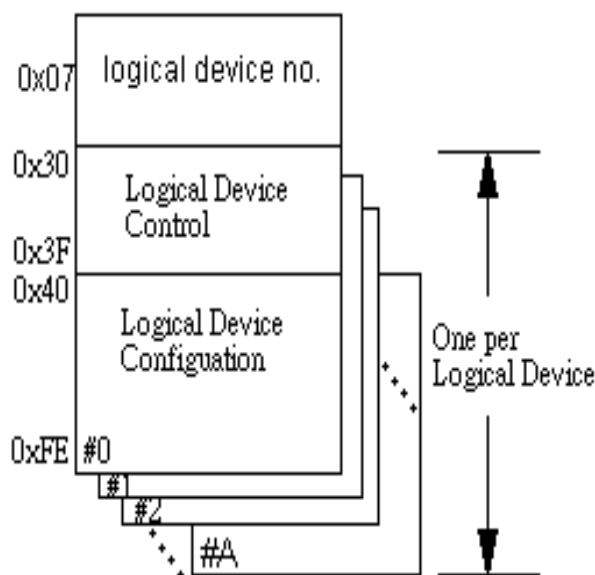 0x07
logical device no.
0x30
Logical Device
Control
0x3F
0x40
Logical Device
Configuation
One per
Logical Device
0xFE
#0
#1
#2
#A